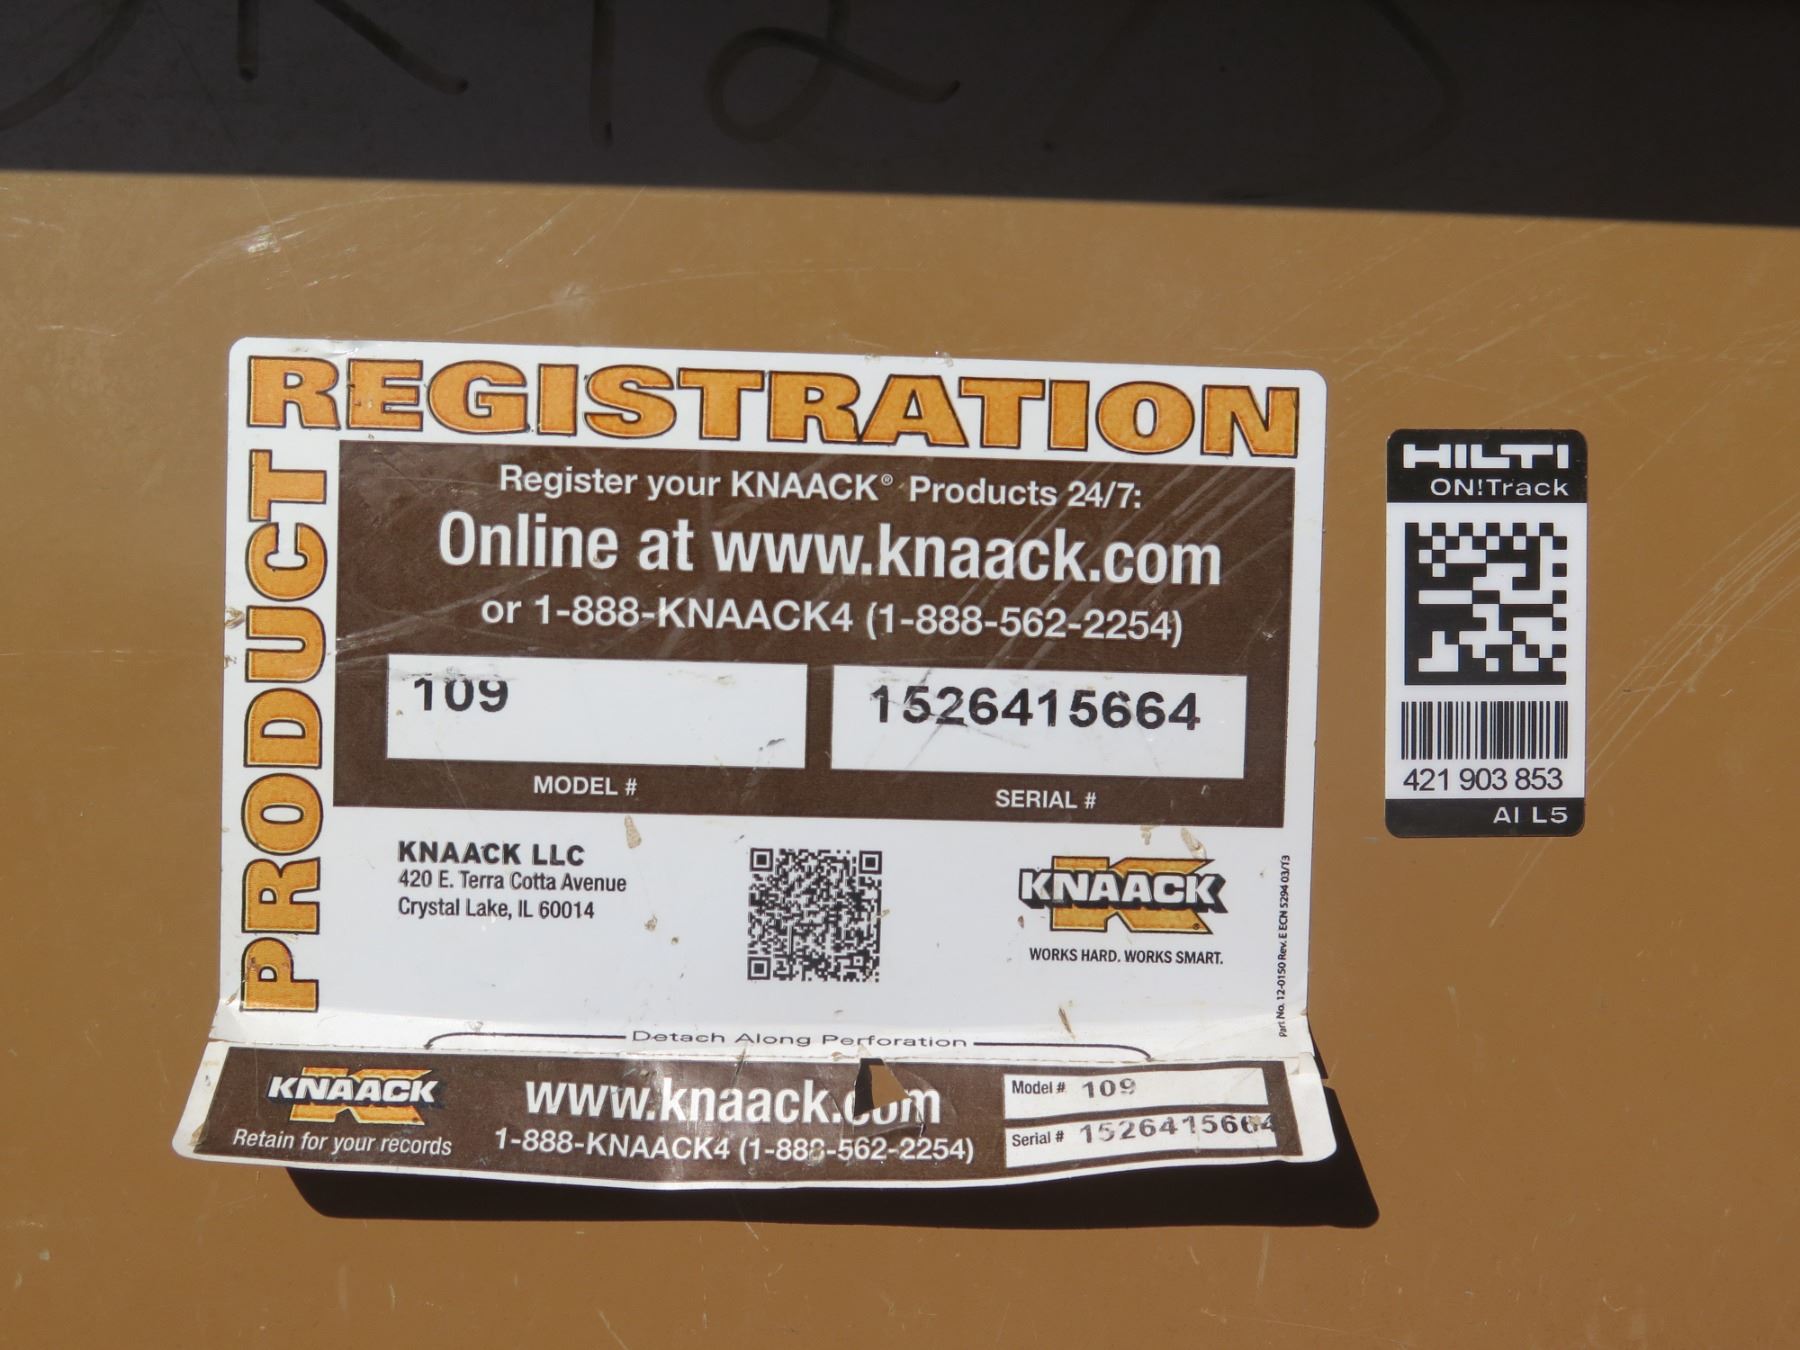 PRODUCT REGISTRATION
Register your KNAACK® Products 24/7:
Online at www.knaack.com
or 1-888-KNAACK4 (1-888-562-2254)
109
MODEL #
1526415664
SERIAL #
KNAACK LLC
420 E. Terra Cotta Avenue
Crystal Lake, IL 60014
KNAACK
WORKS HARD. WORKS SMART.
Part No. 12-0150 Rev. E ECN 5294 03/13
Detach Along Perforation
KNAACK
Retain for your records
www.knaack.com
1-888-KNAACK4 (1-888-562-2254)
Model # 109
Serial # 1526415664
HILTI
ON!Track
421 903 853
AI L5